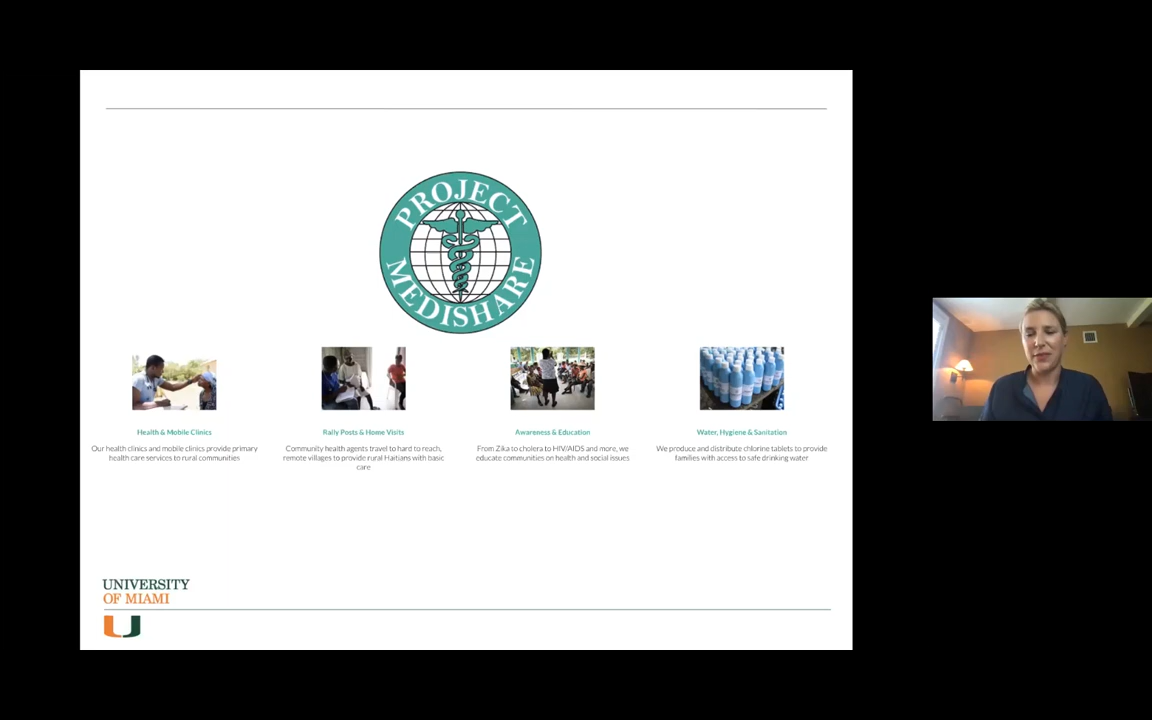 PROJECT
MEDISHARE
Health & Mobile Clinics
Our health clinics and mobile clinics provide primary
health care services to rural communities
Rally Posts & Home Visits
Community health agents travel to hard to reach,
remote villages to provide rural Haitians with basic
care
Awareness & Education
From Zika to cholera to HIV/AIDS and more, we
educate communities on health and social issues
Water, Hygiene & Sanitation
We produce and distribute chlorine tablets to provide
families with access to safe drinking water
UNIVERSITY
OF MIAMI